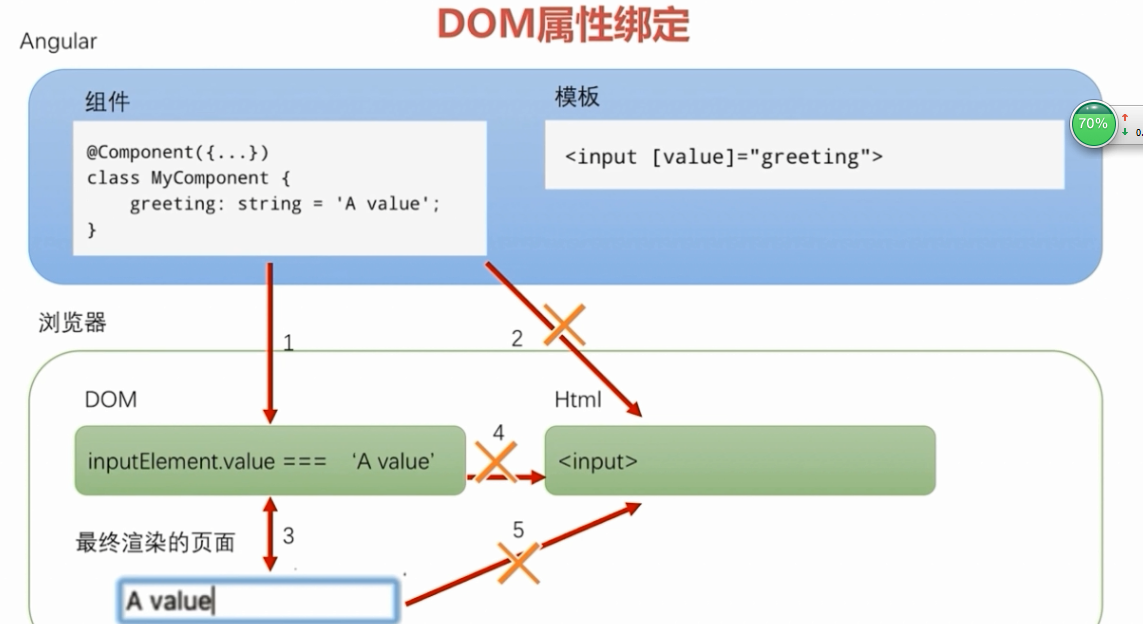 DOM属性绑定
Angular
组件
模板
@Component({...})
class MyComponent {
greeting: string = 'A value';
}
<input [value]="greeting">
70%
0.
浏览器
1
2
DOM
Html
4
inputElement.value === ‘A value’
<input>
最终渲染的页面
3
5
A value